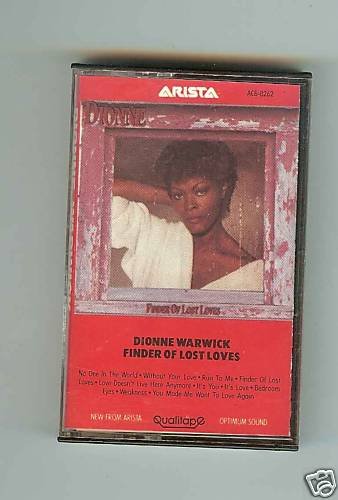 ARISTA
AC8-8262
DIONNE
FINDER OF LOST LOVES
DIONNE WARWICK
FINDER OF LOST LOVES
No One In The World • Without Your Love • Run To Me • Finder Of Lost
Loves • Love Doesn't Live Here Anymore • It's You • It's Love • Bedroom
Eyes • Weakness • You Made Me Want To Love Again
NEW FROM ARISTA
Qualitape
OPTIMUM SOUND